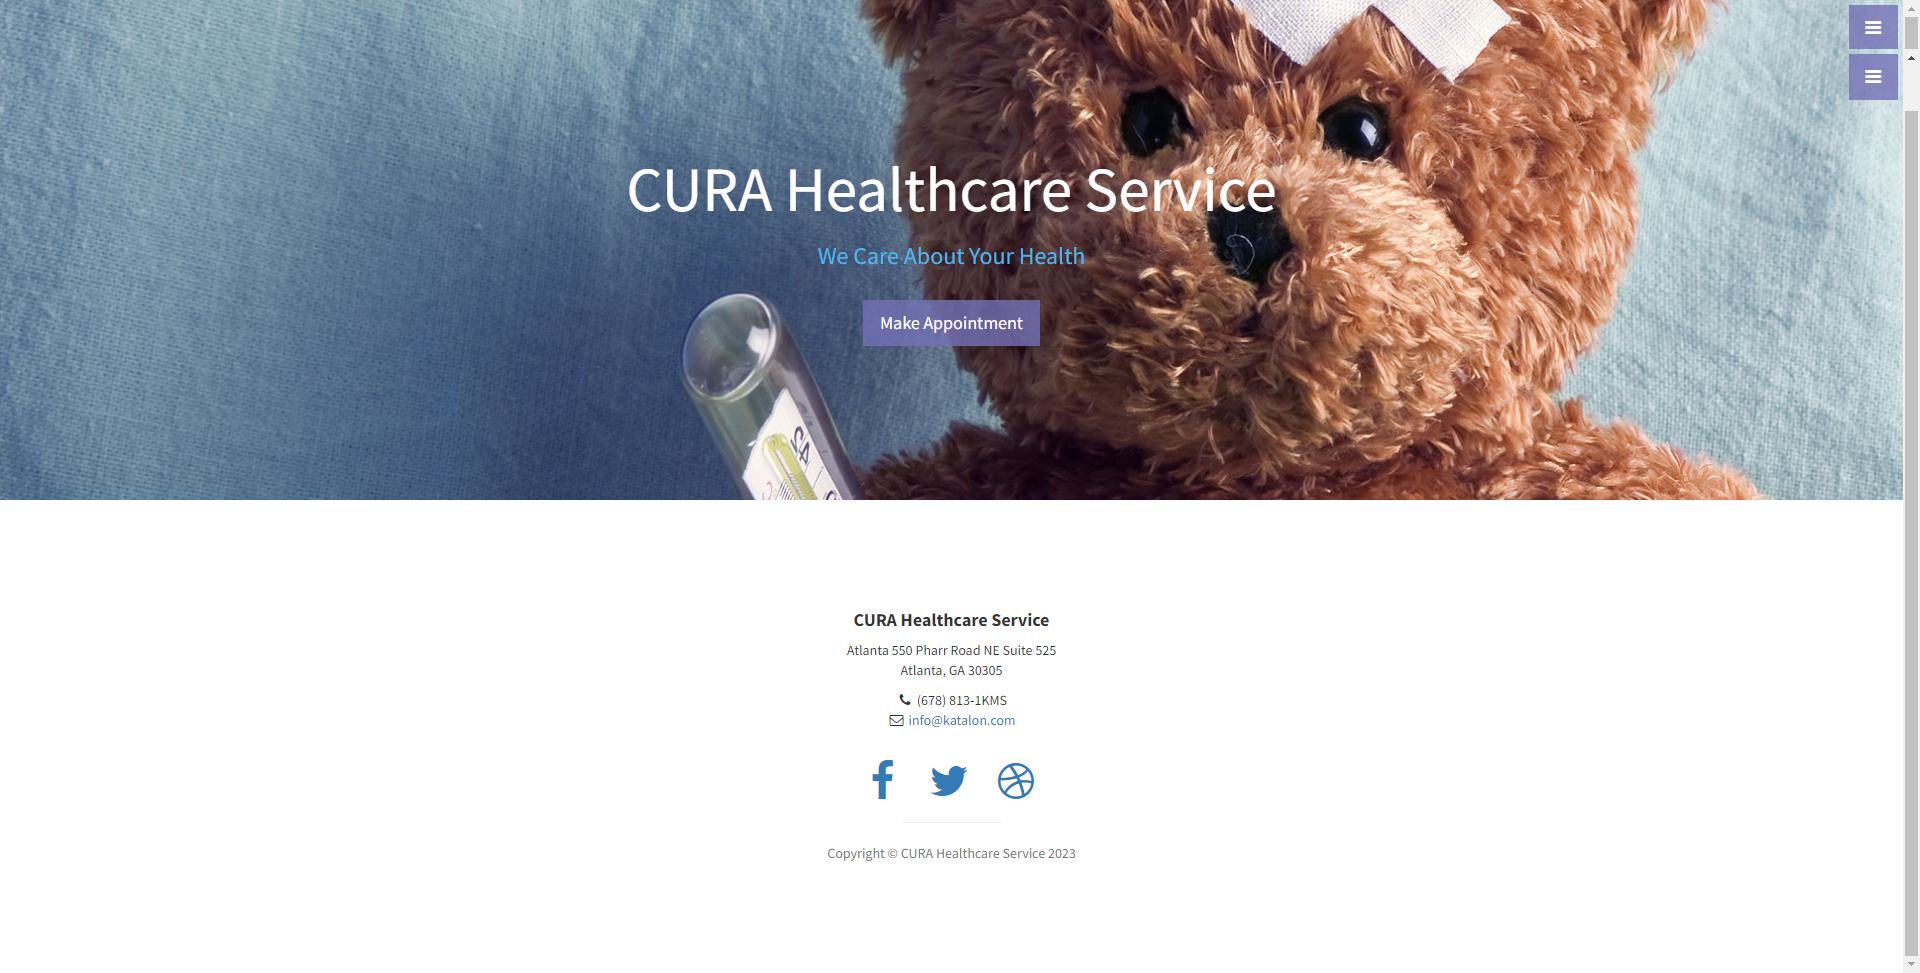 CURA Healthcare Service
We Care About Your Health
Make Appointment
42
CURA Healthcare Service
Atlanta 550 Pharr Road NE Suite 525
Atlanta, GA 30305
(678) 813-1KMS
info@katalon.com
Copyright © CURA Healthcare Service 2023